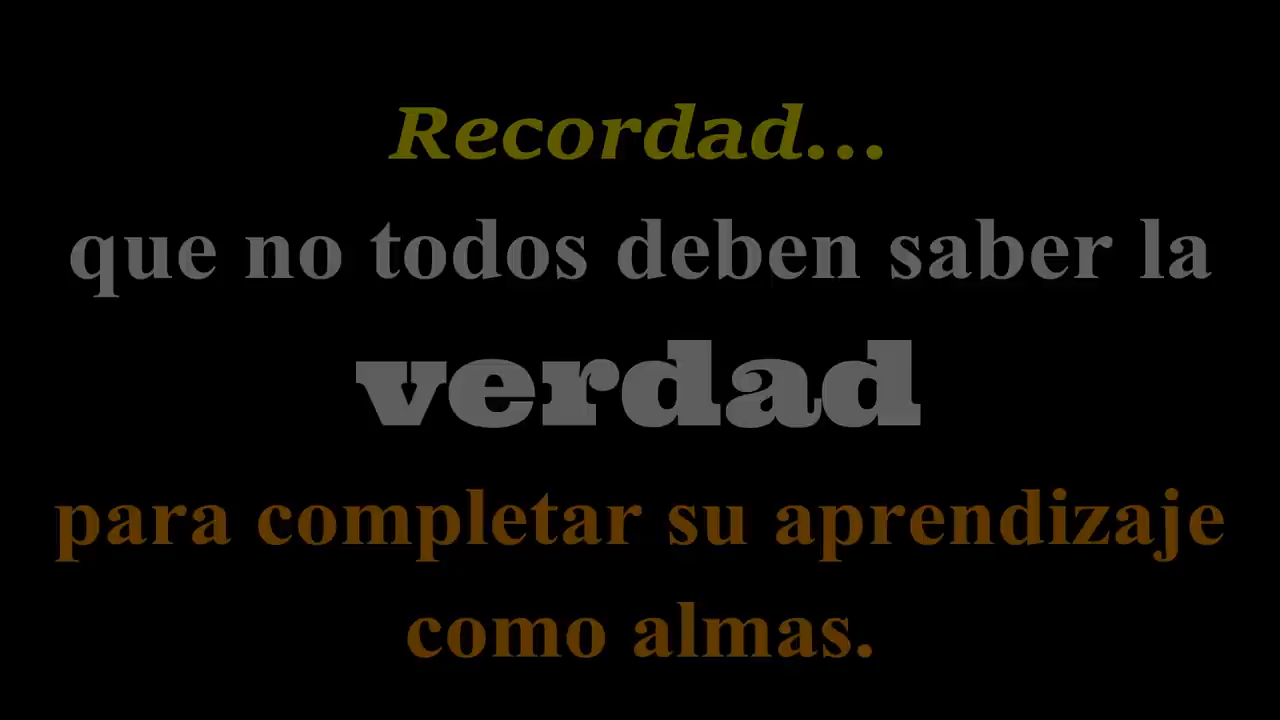 Recordad...
que no todos deben saber la
verdad
para completar su aprendizaje
como almas.